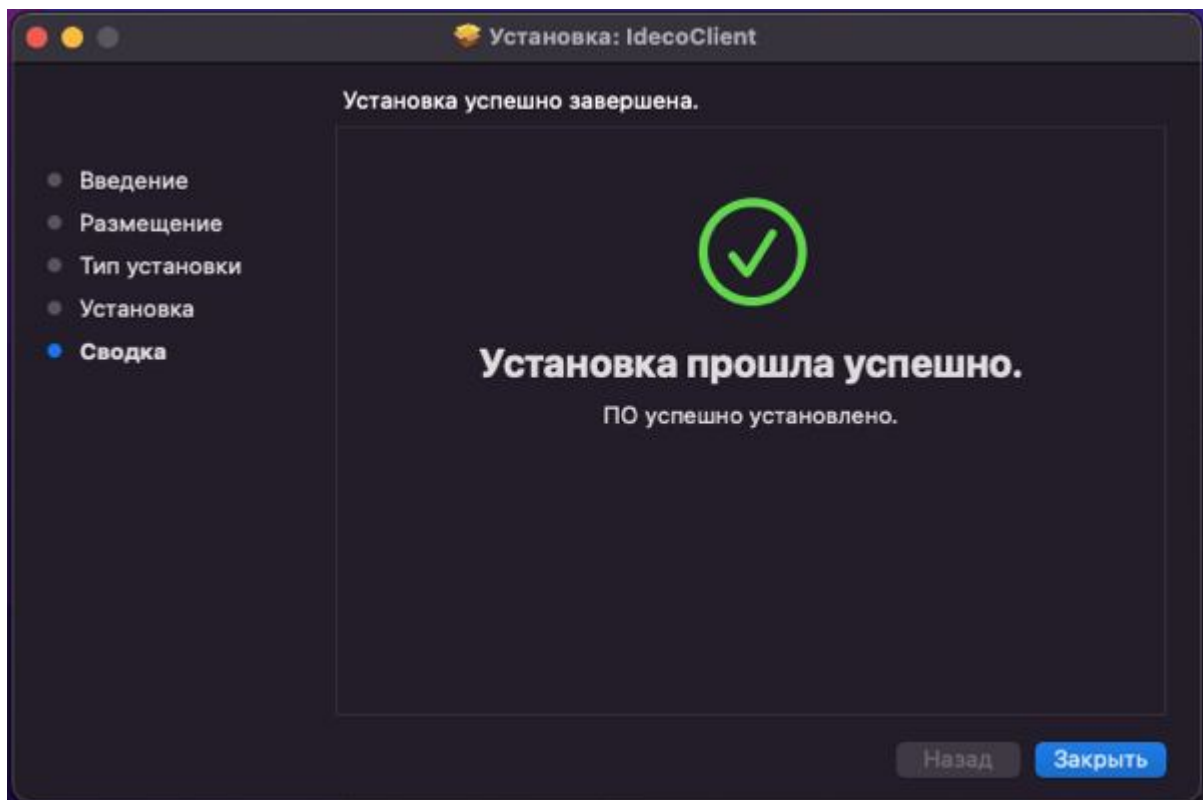 Установка: IdecoClient
Установка успешно завершена.
Введение
Размещение
Тип установки
Установка
Сводка
Установка прошла успешно.
ПО успешно установлено.
Назад
Закрыть